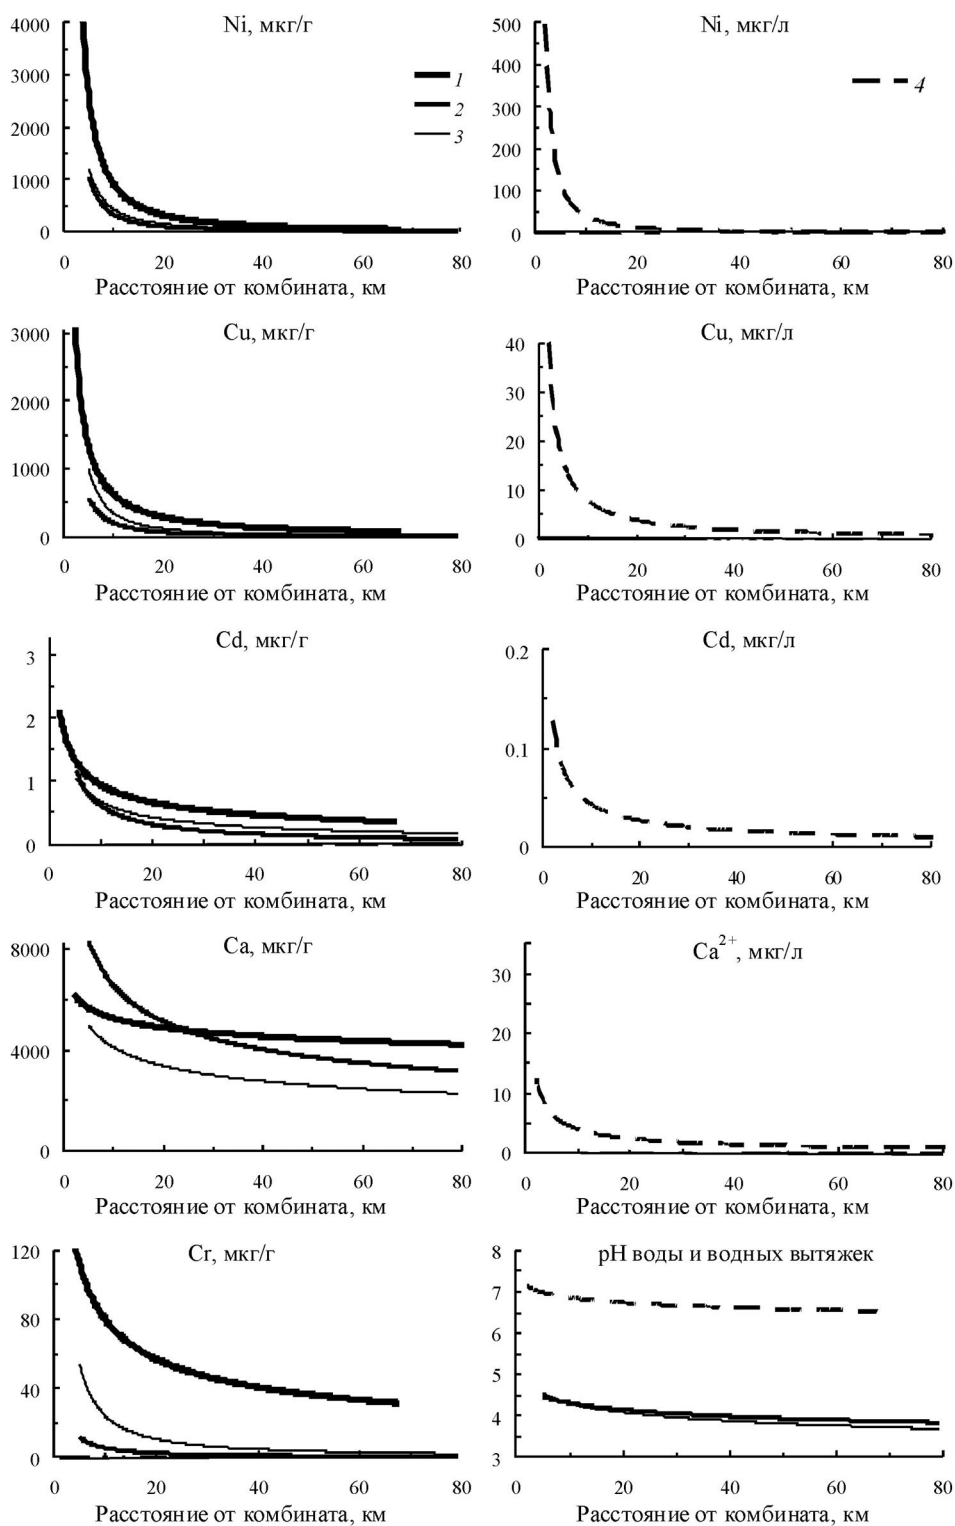 Ni, мкг/г
4000
3000
2000
1000
0
0 20 40 60 80
1
2
3
Расстояние от комбината, км
Ni, мкг/л
500
400
300
200
100
0
0 20 40 60 80
4
Расстояние от комбината, км
Cu, мкг/г
3000
2000
1000
0
0 20 40 60 80
Расстояние от комбината, км
Cu, мкг/л
40
30
20
10
0
0 20 40 60 80
Расстояние от комбината, км
Cd, мкг/г
3
2
1
0
0 20 40 60 80
Расстояние от комбината, км
Cd, мкг/л
0.2
0.1
0
0 20 40 60 80
Расстояние от комбината, км
Ca, мкг/г
8000
4000
0
0 20 40 60 80
Расстояние от комбината, км
Ca²⁺, мкг/л
30
20
10
0
0 20 40 60 80
Расстояние от комбината, км
Cr, мкг/г
120
80
40
0
0 20 40 60 80
Расстояние от комбината, км
pH воды и водных вытяжек
8
7
6
5
4
3
0 20 40 60 80
Расстояние от комбината, км